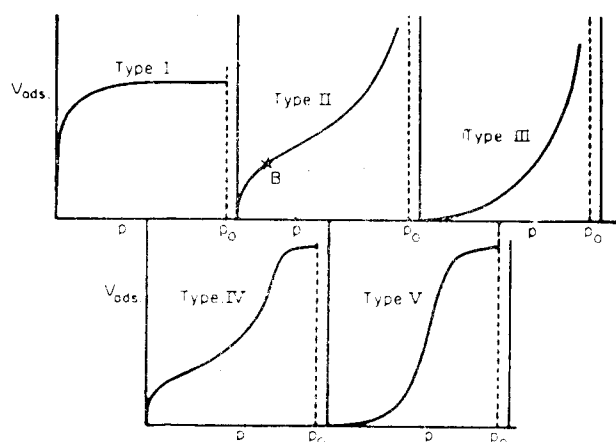 Type I
Type II
Type III
Vads.
B
p
p₀
p
p₀
p
p₀
Type IV
Type V
Vads.
p
p₀
p
p₀